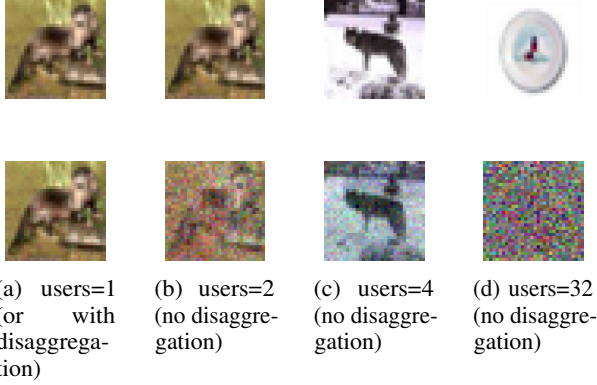 (a) users=1
(or with
disaggrega-
tion)
(b) users=2
(no disaggre-
gation)
(c) users=4
(no disaggre-
gation)
(d) users=32
(no disaggre-
gation)